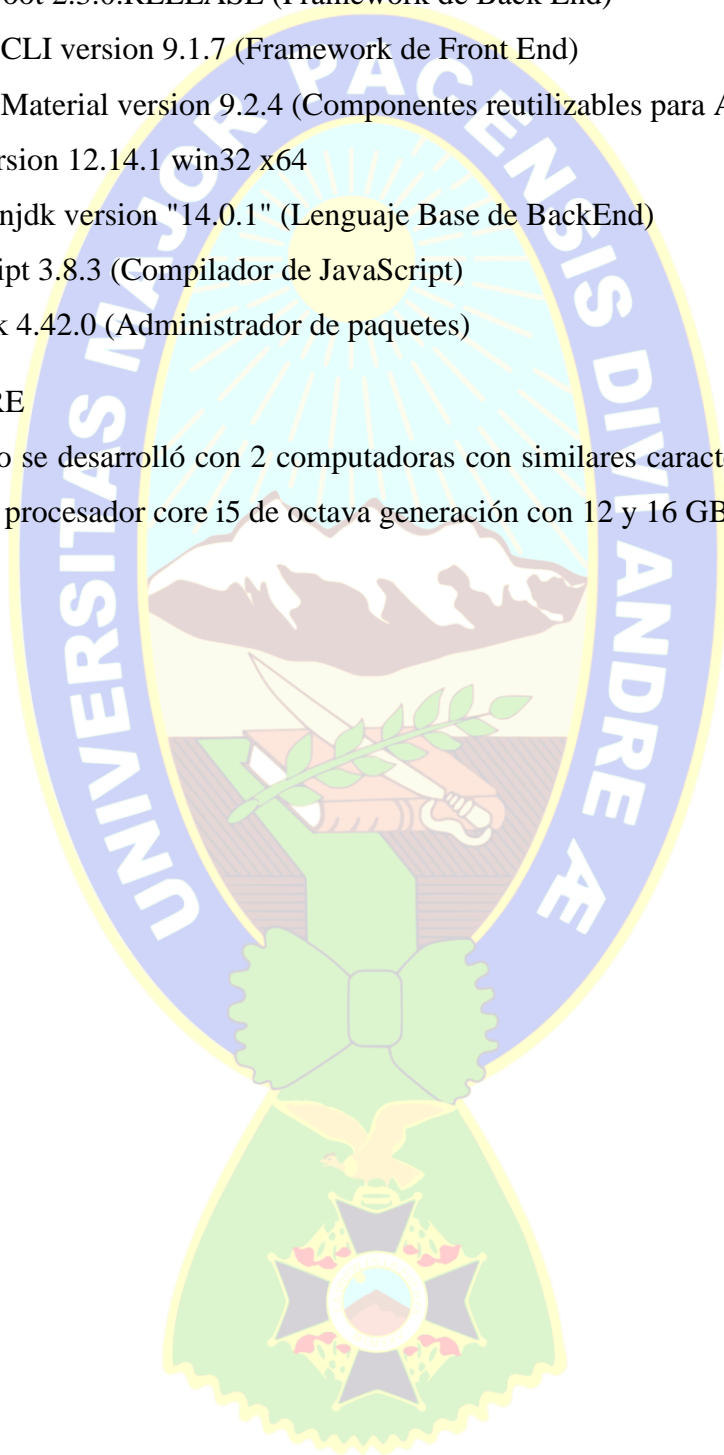 oot 2.3.0.RELEASE (Framework de Back End)
CLI version 9.1.7 (Framework de Front End)
Material version 9.2.4 (Componentes reutilizables para A
rsion 12.14.1 win32 x64
njdk version "14.0.1" (Lenguaje Base de BackEnd)
ipt 3.8.3 (Compilador de JavaScript)
k 4.42.0 (Administrador de paquetes)
RE
o se desarrolló con 2 computadoras con similares caracte
procesador core i5 de octava generación con 12 y 16 GB
UNIVERSITAS MAJOR PACENSIS DIVI ANDRE Æ